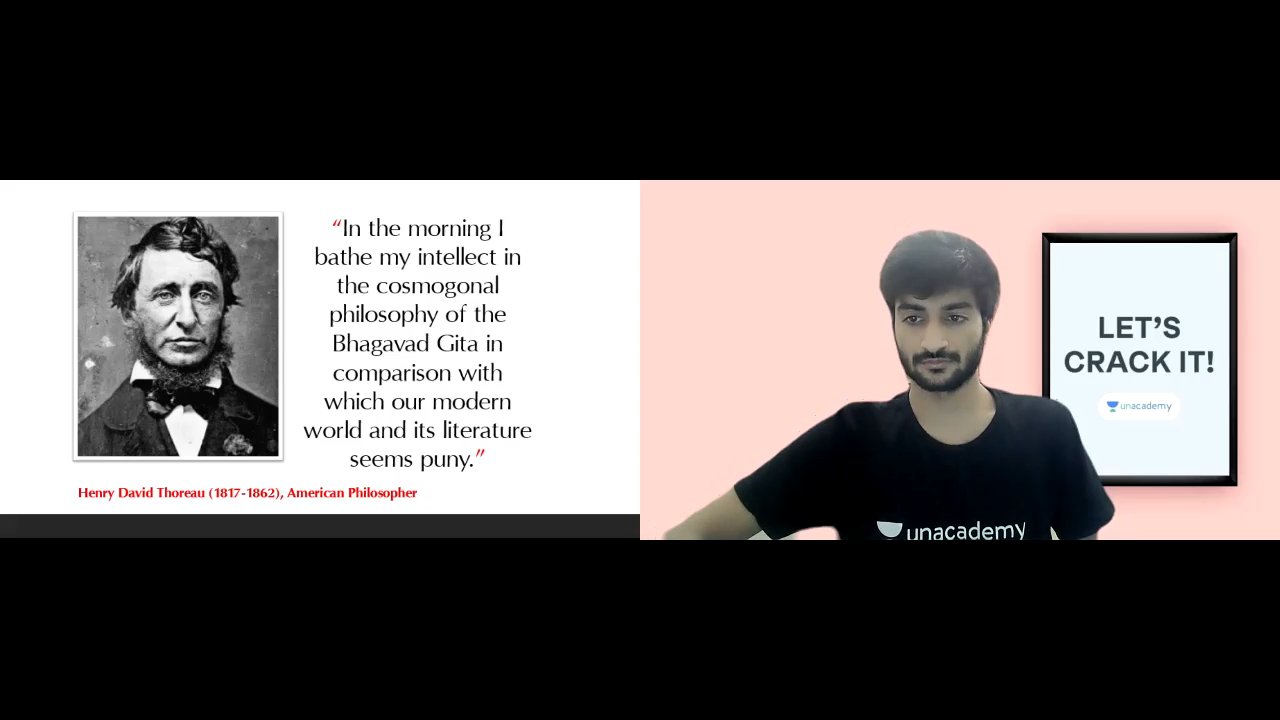 “In the morning I
bathe my intellect in
the cosmogonal
philosophy of the
Bhagavad Gita in
comparison with
which our modern
world and its literature
seems puny.”
Henry David Thoreau (1817-1862), American Philosopher
LET’S
CRACK IT!
unacademy
unacademy